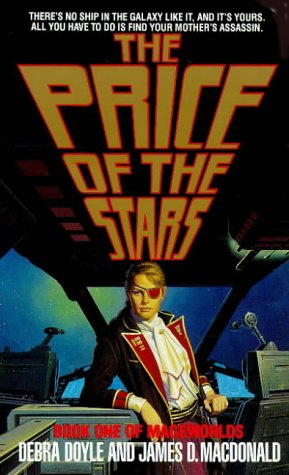 THERE'S NO SHIP IN THE GALAXY LIKE IT, AND IT'S YOURS.
ALL YOU HAVE TO DO IS FIND YOUR MOTHER'S ASSASSIN.
THE
PRICE
OF THE
STARS
BOOK ONE OF MAGEWORLDS
DEBRA DOYLE AND JAMES D. MACDONALD